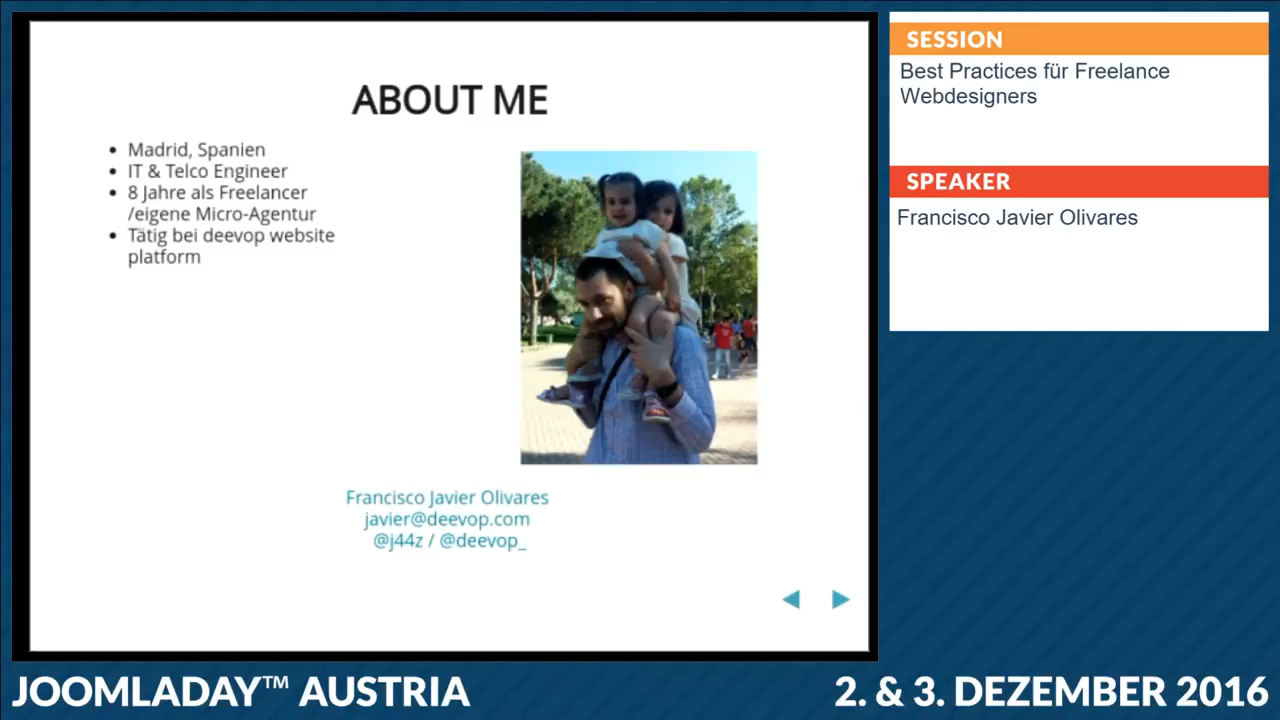 ABOUT ME
Madrid, Spanien
IT & Telco Engineer
8 Jahre als Freelancer
/eigene Micro-Agentur
Tätig bei deevop website
platform
Francisco Javier Olivares
javier@deevop.com
@j44z / @deevop_
SESSION
Best Practices für Freelance
Webdesigners
SPEAKER
Francisco Javier Olivares
JOOMLADAY™ AUSTRIA
2. & 3. DEZEMBER 2016